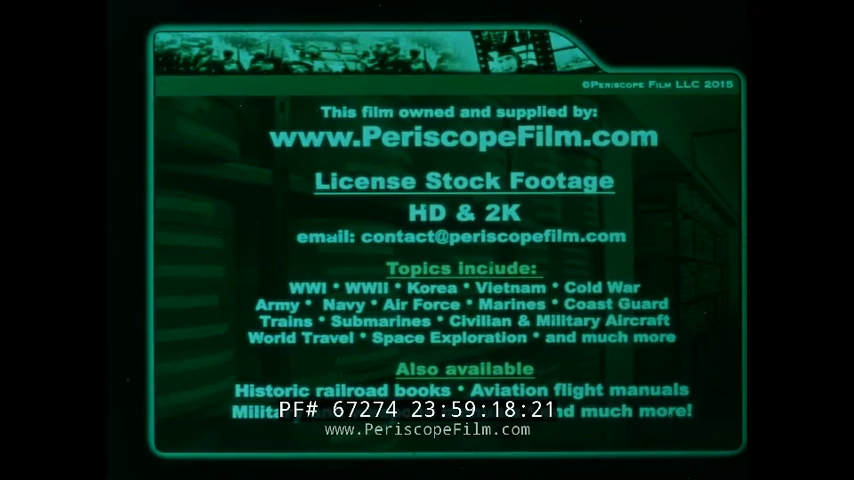 ©Periscope Film LLC 2015
This film owned and supplied by:
www.PeriscopeFilm.com
License Stock Footage
HD & 2K
email: contact@periscopefilm.com
Topics include:
WWI * WWII * Korea * Vietnam * Cold War
Army * Navy * Air Force * Marines * Coast Guard
Trains * Submarines * Civilian & Military Aircraft
World Travel * Space Exploration * and much more
Also available
Historic railroad books * Aviation flight manuals
and much more!
PF# 67274 23:59:18:21
www.PeriscopeFilm.com